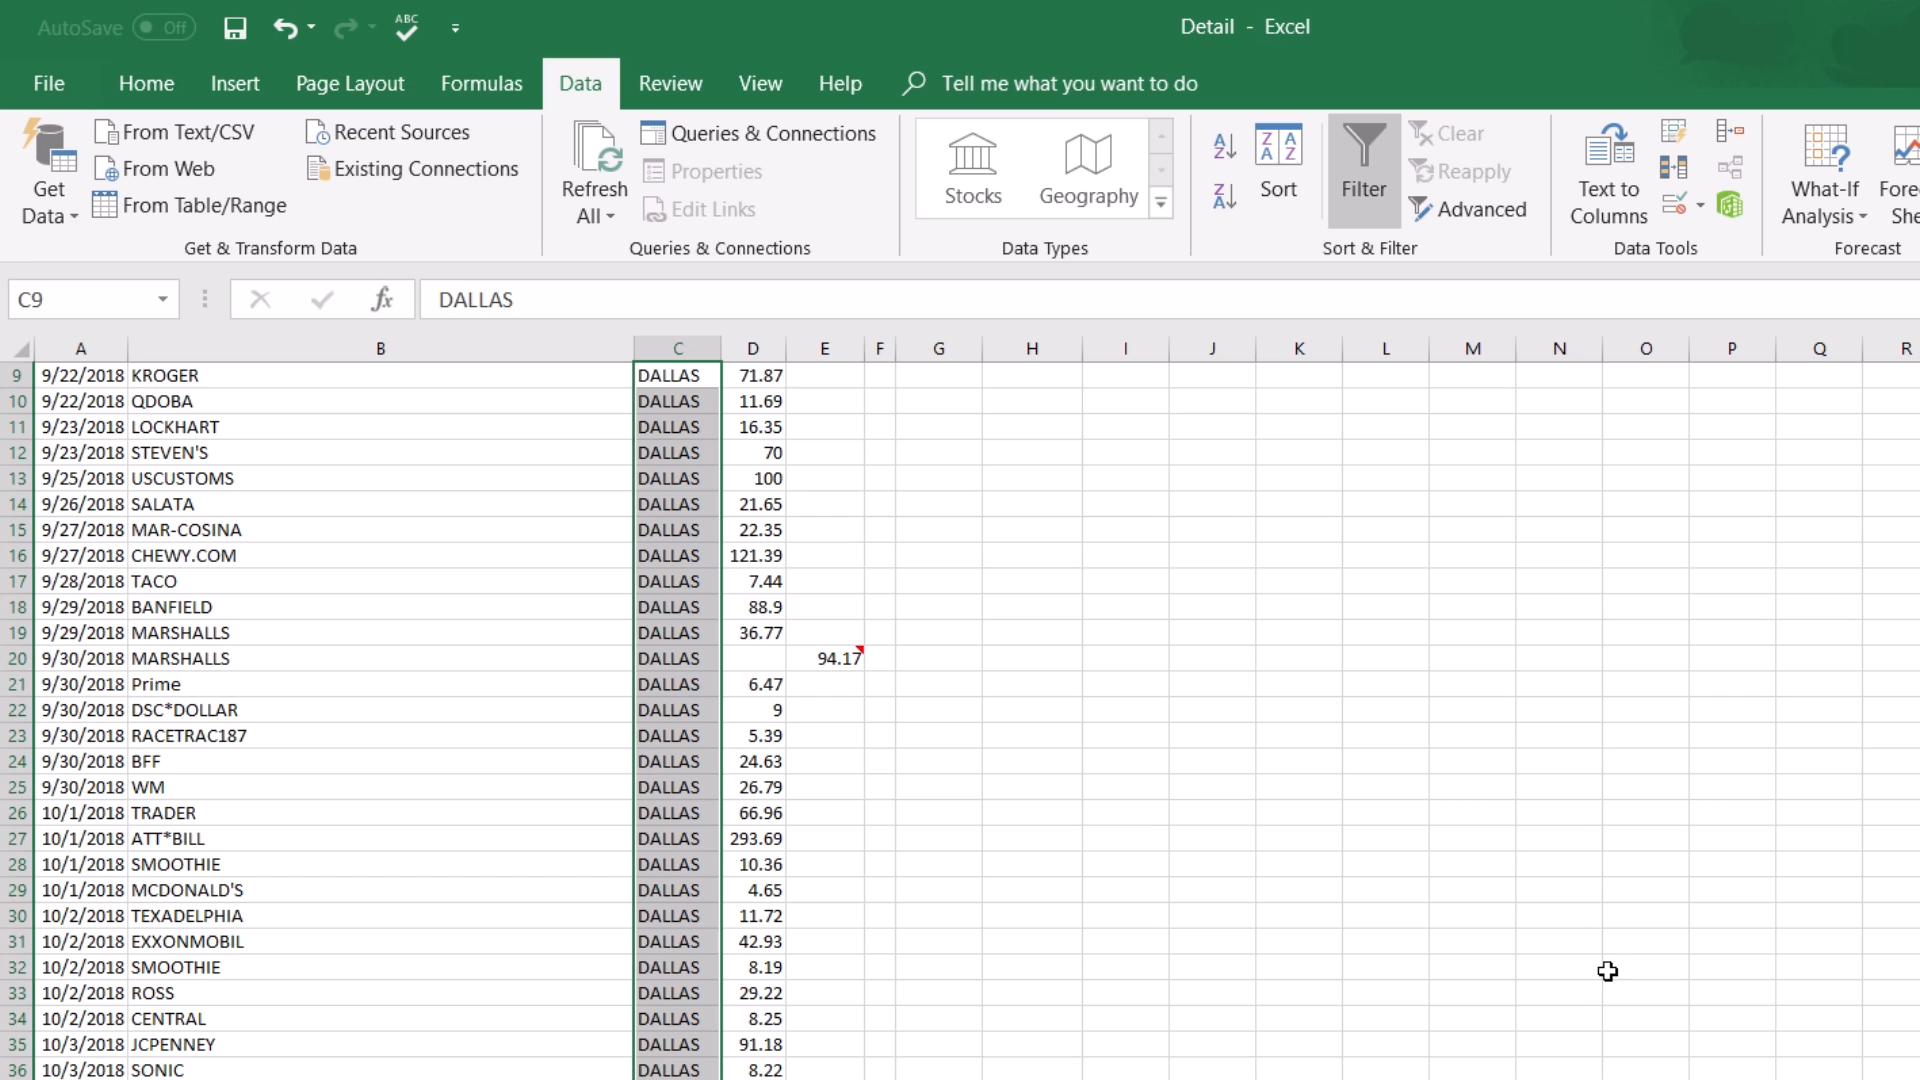 AutoSave Off ABC Detail - Excel
File Home Insert Page Layout Formulas Data Review View Help Tell me what you want to do
Get Data
From Text/CSV
From Web
From Table/Range
Recent Sources
Existing Connections
Get & Transform Data
Refresh All
Queries & Connections
Properties
Edit Links
Queries & Connections
Stocks
Geography
Data Types
A Z
Z A
Z A A Z
Sort
Filter
Clear
Reapply
Advanced
Sort & Filter
Text to
Columns
Data Tools
What-If
Analysis
Fore
She
Forecast
C9 fx DALLAS
A B C D E F G H I J K L M N O P Q R
9 9/22/2018 KROGER DALLAS 71.87
10 9/22/2018 QDOBA DALLAS 11.69
11 9/23/2018 LOCKHART DALLAS 16.35
12 9/23/2018 STEVEN'S DALLAS 70
13 9/25/2018 USCUSTOMS DALLAS 100
14 9/26/2018 SALATA DALLAS 21.65
15 9/27/2018 MAR-COSINA DALLAS 22.35
16 9/27/2018 CHEWY.COM DALLAS 121.39
17 9/28/2018 TACO DALLAS 7.44
18 9/29/2018 BANFIELD DALLAS 88.9
19 9/29/2018 MARSHALLS DALLAS 36.77
20 9/30/2018 MARSHALLS DALLAS 94.17
21 9/30/2018 Prime DALLAS 6.47
22 9/30/2018 DSC*DOLLAR DALLAS 9
23 9/30/2018 RACETRAC187 DALLAS 5.39
24 9/30/2018 BFF DALLAS 24.63
25 9/30/2018 WM DALLAS 26.79
26 10/1/2018 TRADER DALLAS 66.96
27 10/1/2018 ATT*BILL DALLAS 293.69
28 10/1/2018 SMOOTHIE DALLAS 10.36
29 10/1/2018 MCDONALD'S DALLAS 4.65
30 10/2/2018 TEXADELPHIA DALLAS 11.72
31 10/2/2018 EXXONMOBIL DALLAS 42.93
32 10/2/2018 SMOOTHIE DALLAS 8.19
33 10/2/2018 ROSS DALLAS 29.22
34 10/2/2018 CENTRAL DALLAS 8.25
35 10/3/2018 JCPENNEY DALLAS 91.18
36 10/3/2018 SONIC DALLAS 8.22